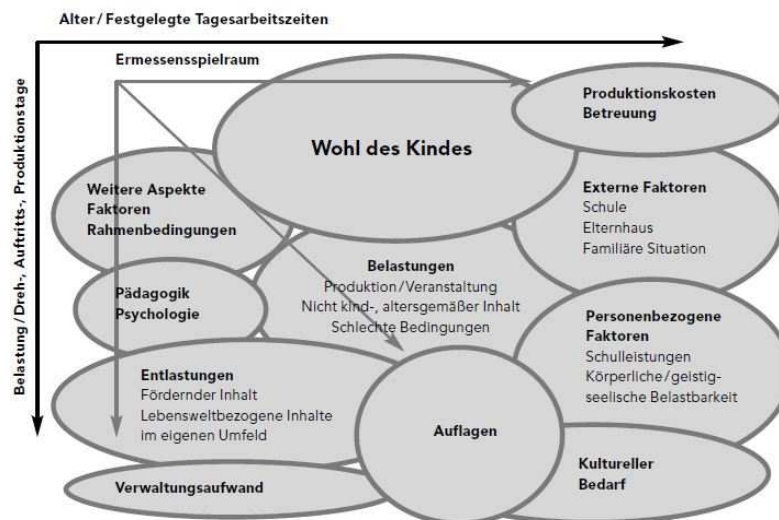 Alter / Festgelegte Tagesarbeitszeiten
Belastung / Dreh-, Auftritts-, Produktionstage
Ermessensspielraum
Wohl des Kindes
Produktionskosten
Betreuung
Weitere Aspekte
Faktoren
Rahmenbedingungen
Externe Faktoren
Schule
Elternhaus
Familiäre Situation
Belastungen
Produktion / Veranstaltung
Nicht kind-, altersgemäßer Inhalt
Schlechte Bedingungen
Pädagogik
Psychologie
Personenbezogene
Faktoren
Schulleistungen
Körperliche / geistig-
seelische Belastbarkeit
Entlastungen
Fördernder Inhalt
Lebensweltbezogene Inhalte
im eigenen Umfeld
Auflagen
Kultureller
Bedarf
Verwaltungsaufwand